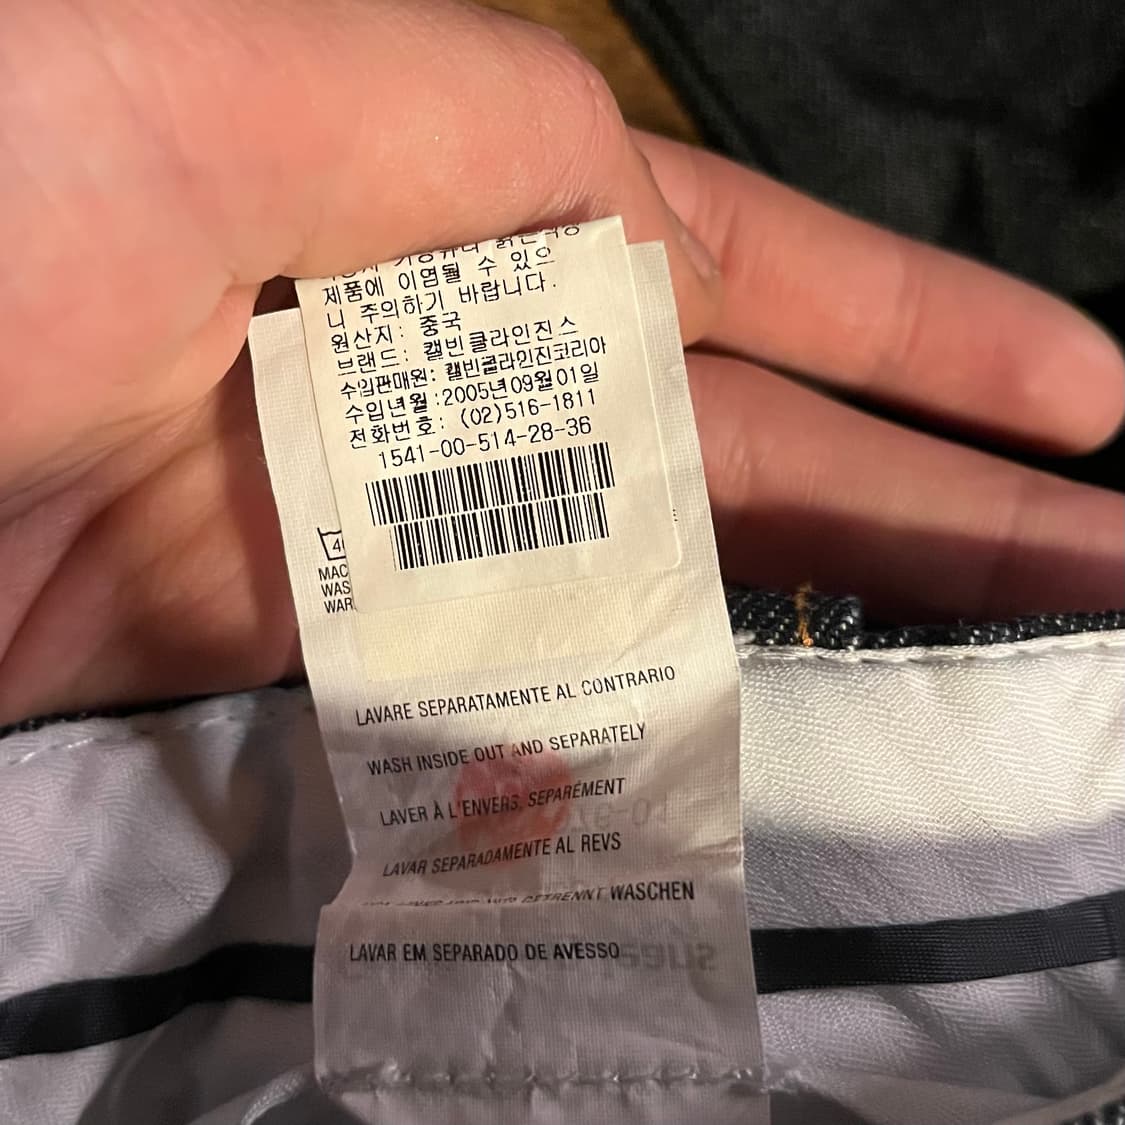 제품에 이염될 수 있으
니 주의하기 바랍니다.
원산지: 중국
브랜드: 캘빈클라인진스
수입판매원: 캘빈클라인진코리아
수입년월:2005년09월01일
전화번호: (02)516-1811
1541-00-514-28-36
MAC
WAS
WAR
LAVARE SEPARATAMENTE AL CONTRARIO
WASH INSIDE OUT AND SEPARATELY
LAVER À L'ENVERS, SEPARÉMENT
LAVAR SEPARADAMENTE AL REVS
GETRENNT WASCHEN
LAVAR EM SEPARADO DE AVESSO